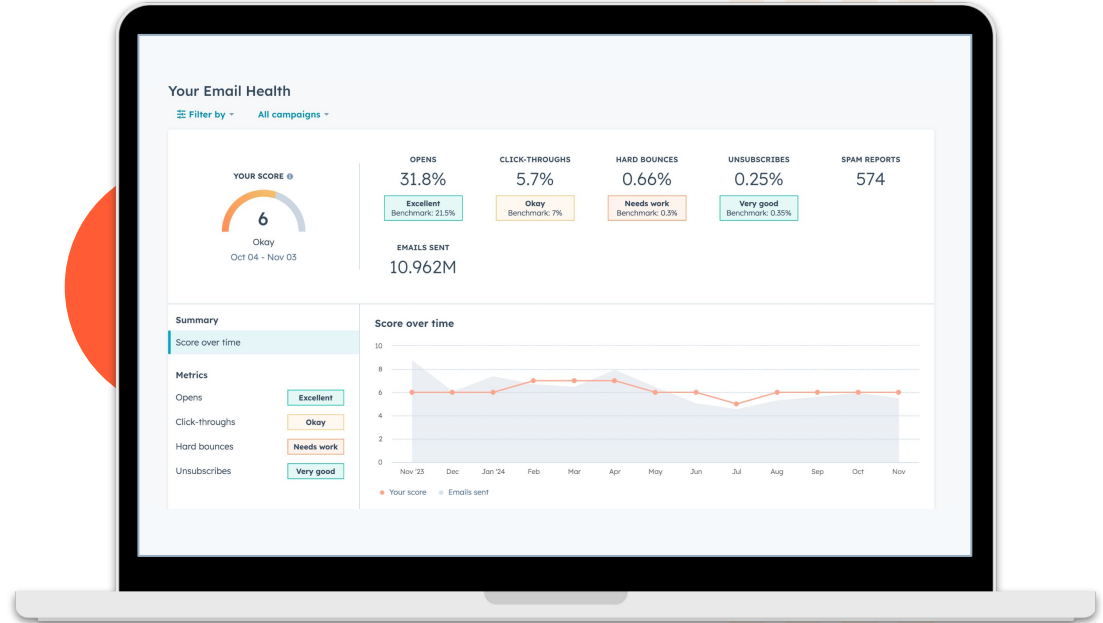 Your Email Health
Filter by
All campaigns
YOUR SCORE
6
Okay
Oct 04 - Nov 03
OPENS
31.8%
Excellent
Benchmark: 21.5%
CLICK-THROUGHS
5.7%
Okay
Benchmark: 7%
HARD BOUNCES
0.66%
Needs work
Benchmark: 0.3%
UNSUBSCRIBES
0.25%
Very good
Benchmark: 0.35%
SPAM REPORTS
574
EMAILS SENT
10.962M
Summary
Score over time
Metrics
Opens
Excellent
Click-throughs
Okay
Hard bounces
Needs work
Unsubscribes
Very good
Score over time
10
8
6
4
2
0
Nov '23 Dec Jan '24 Feb Mar Apr May Jun Jul Aug Sep Oct Nov
Your score Emails sent